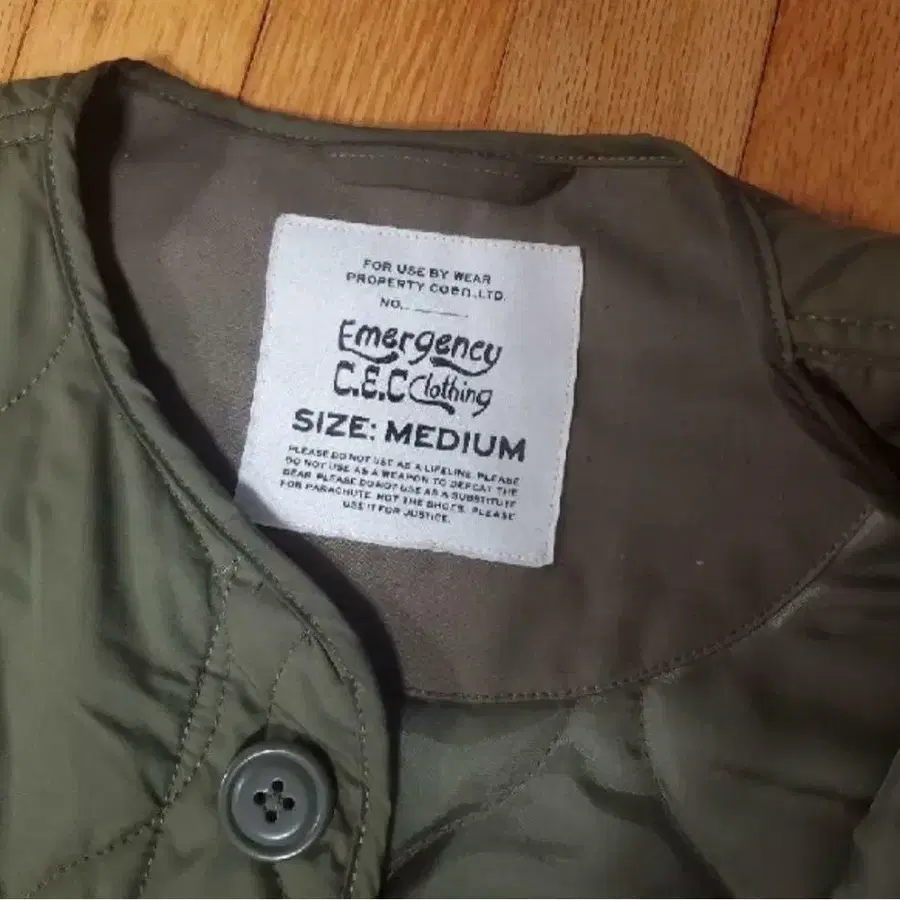 FOR USE BY WEAR
PROPERTY coen.,LTD.
NO.
Emergency
C.E.C Clothing
SIZE: MEDIUM
PLEASE DO NOT USE AS A LIFELINE. PLEASE
DO NOT USE AS A WEAPON TO DEFEAT THE
BEAR. PLEASE DO NOT USE AS A SUBSTITUTE
FOR PARACHUTE. NOT THE SHOES. PLEASE
USE IT FOR JUSTICE.